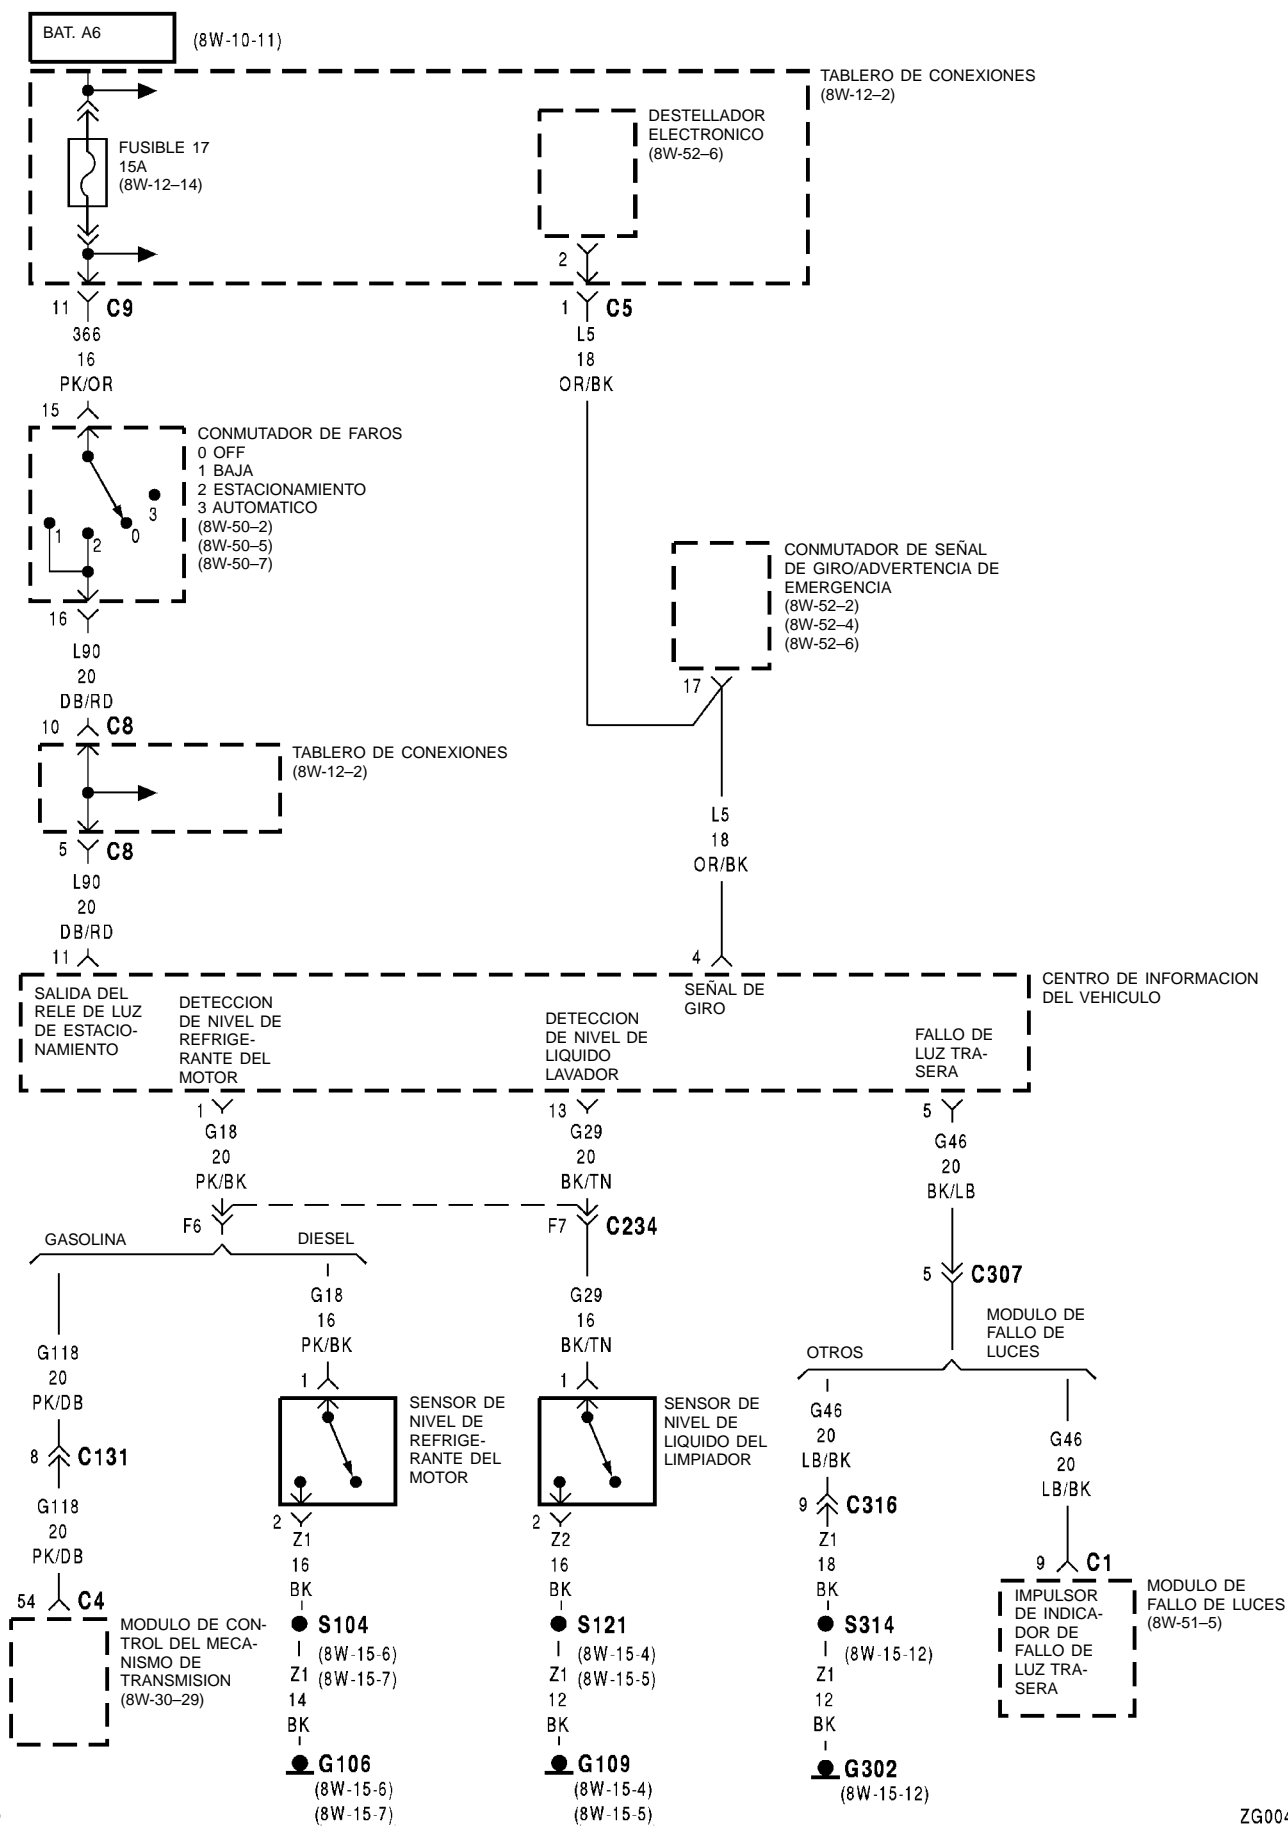 BAT. A6
(8W-10-11)
TABLERO DE CONEXIONES
(8W-12–2)
DESTELLADOR
ELECTRONICO
(8W-52–6)
FUSIBLE 17
15A
(8W-12–14)
2
11 C9
1 C5
366
16
PK/OR
L5
18
OR/BK
15
CONMUTADOR DE FAROS
0 OFF
1 BAJA
2 ESTACIONAMIENTO
3 AUTOMATICO
(8W-50–2)
(8W-50–5)
(8W-50–7)
3
1
2
0
CONMUTADOR DE SEÑAL
DE GIRO/ADVERTENCIA DE
EMERGENCIA
(8W-52–2)
(8W-52–4)
(8W-52–6)
16
L90
20
DB/RD
17
10 C8
TABLERO DE CONEXIONES
(8W-12–2)
5 C8
L90
20
DB/RD
11
L5
18
OR/BK
4
CENTRO DE INFORMACION
DEL VEHICULO
SALIDA DEL
RELE DE LUZ
DE ESTACIO-
NAMIENTO
DETECCION
DE NIVEL DE
REFRIGE-
RANTE DEL
MOTOR
DETECCION
DE NIVEL DE
LIQUIDO
LAVADOR
SEÑAL DE
GIRO
FALLO DE
LUZ TRA-
SERA
1
G18
20
PK/BK
13
G29
20
BK/TN
5
G46
20
BK/LB
F6
F7 C234
GASOLINA
DIESEL
5 C307
G18
16
PK/BK
1
G29
16
BK/TN
1
MODULO DE
FALLO DE
LUCES
OTROS
G118
20
PK/DB
8 C131
G118
20
PK/DB
54 C4
SENSOR DE
NIVEL DE
REFRIGE-
RANTE DEL
MOTOR
SENSOR DE
NIVEL DE
LIQUIDO DEL
LIMPIADOR
G46
20
LB/BK
9 C316
G46
20
LB/BK
9 C1
2
Z1
16
BK
2
Z2
16
BK
Z1
18
BK
MODULO DE CON-
TROL DEL MECA-
NISMO DE
TRANSMISION
(8W-30–29)
S104
(8W-15-6)
(8W-15-7)
S121
(8W-15-4)
(8W-15-5)
S314
(8W-15-12)
IMPULSOR
DE INDICA-
DOR DE
FALLO DE
LUZ TRA-
SERA
MODULO DE
FALLO DE LUCES
(8W-51–5)
Z1
14
BK
Z1
12
BK
Z1
12
BK
G106
(8W-15-6)
(8W-15-7)
G109
(8W-15-4)
(8W-15-5)
G302
(8W-15-12)
ZG004